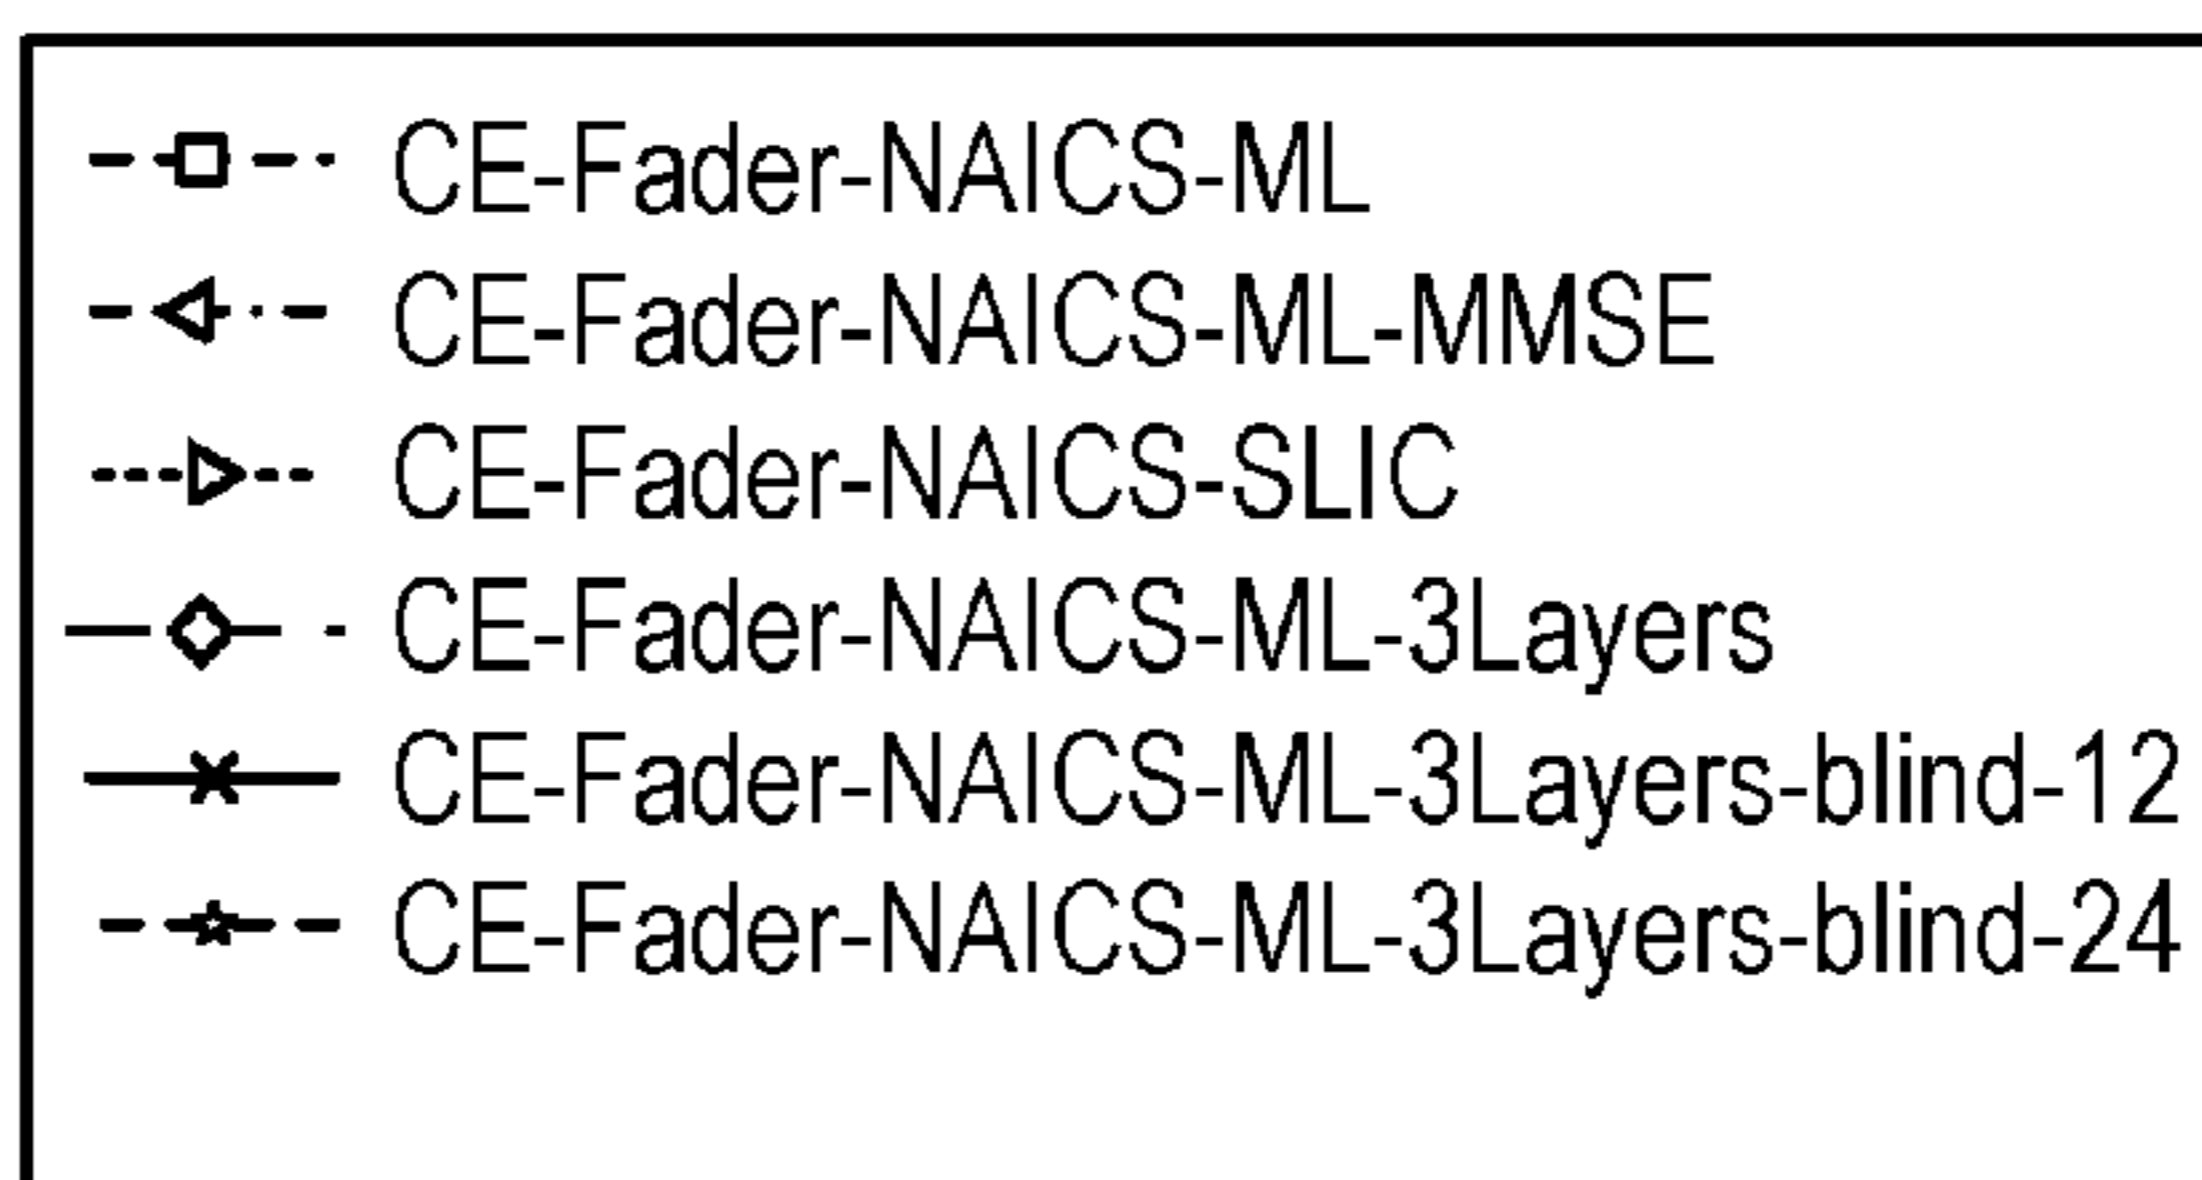 CE-Fader-NAICS-ML
CE-Fader-NAICS-ML-MMSE
CE-Fader-NAICS-SLIC
CE-Fader-NAICS-ML-3Layers
CE-Fader-NAICS-ML-3Layers-blind-12
CE-Fader-NAICS-ML-3Layers-blind-24